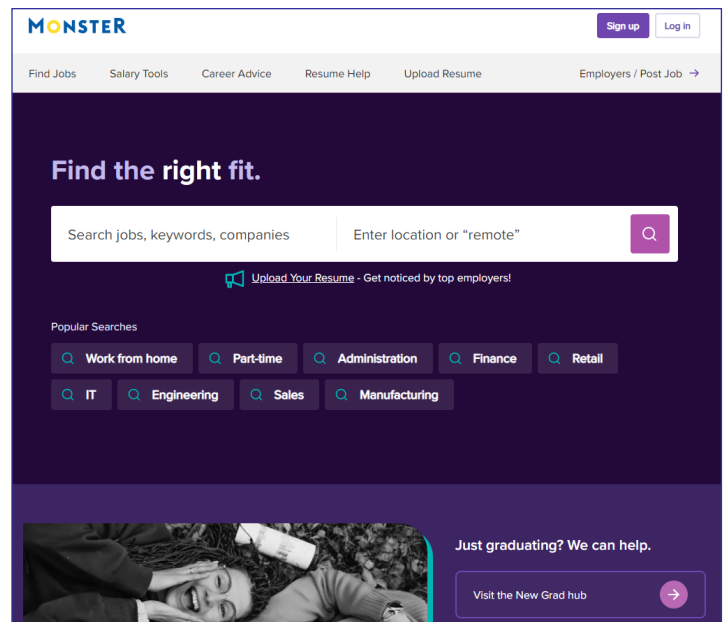 MONSTER
Sign up Log in
Find Jobs Salary Tools Career Advice Resume Help Upload Resume Employers / Post Job →
Find the right fit.
Search jobs, keywords, companies Enter location or “remote”
Upload Your Resume - Get noticed by top employers!
Popular Searches
Work from home Part-time Administration Finance Retail
IT Engineering Sales Manufacturing
Just graduating? We can help.
Visit the New Grad hub